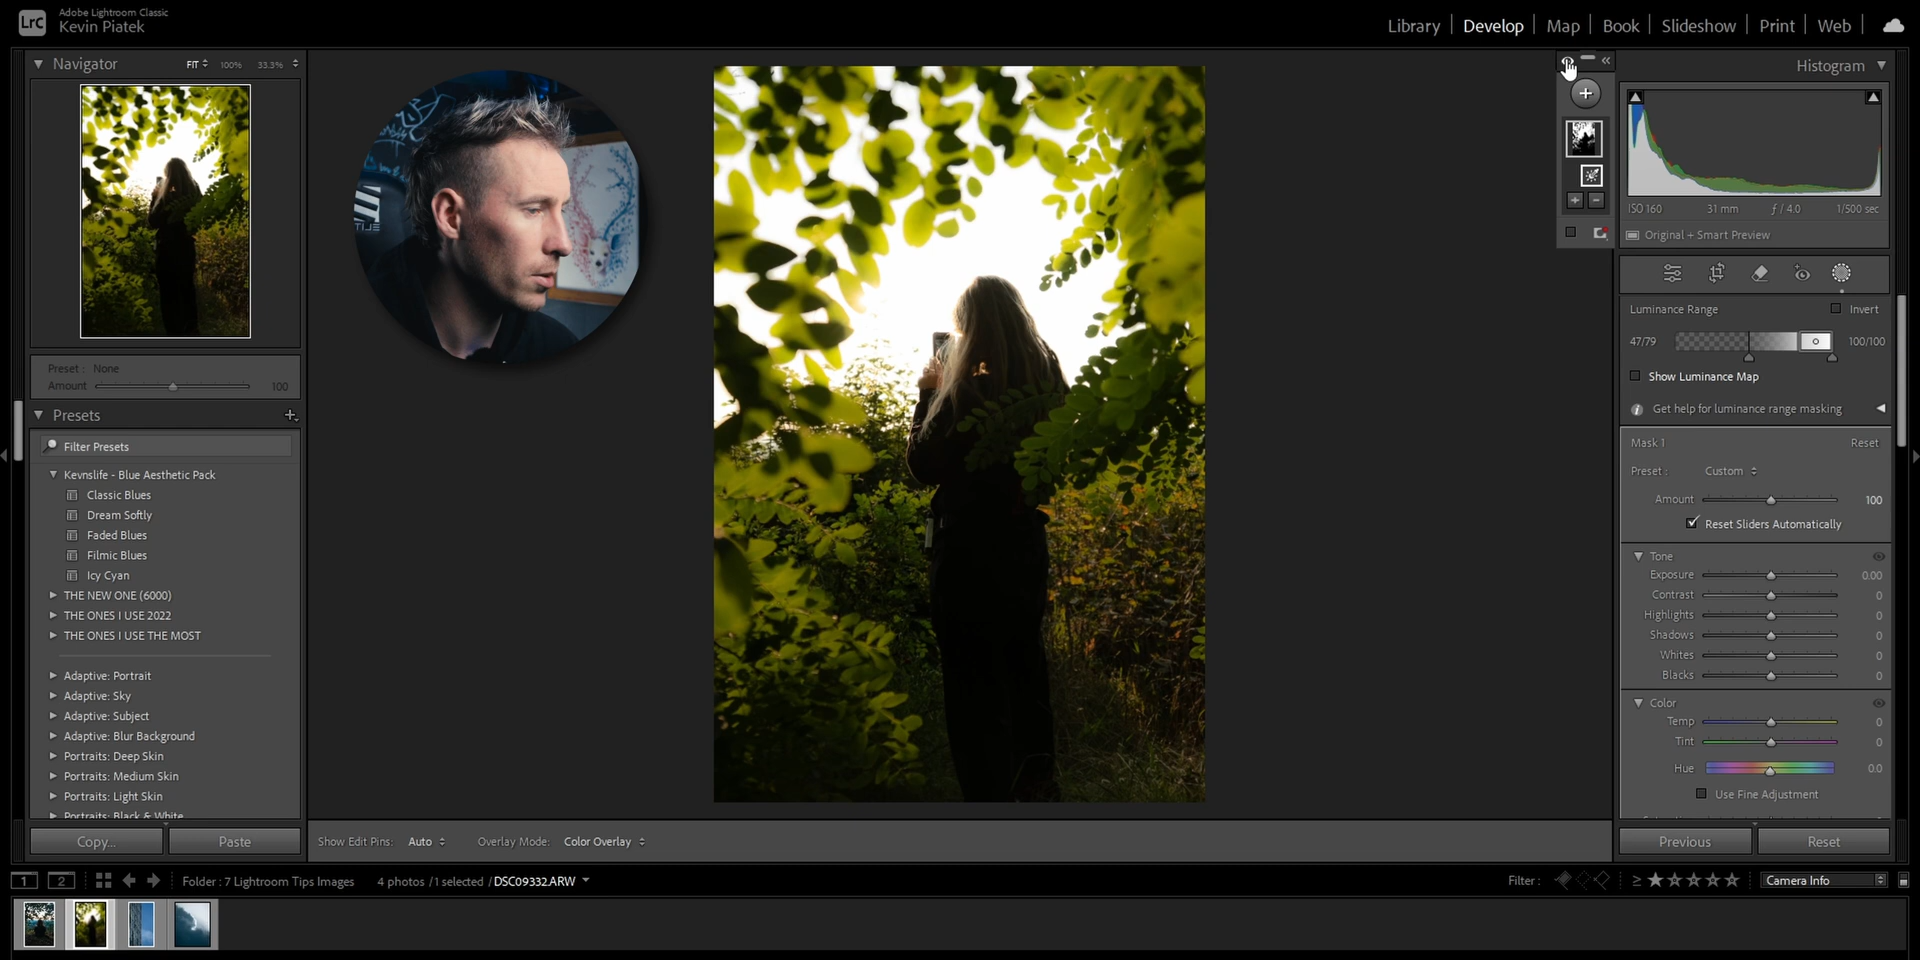 LrC
Adobe Lightroom Classic
Kevin Piatek
Library
Develop
Map
Book
Slideshow
Print
Web
Navigator
FIT
100%
33.3%
Histogram
ISO 160
31 mm
ƒ / 4.0
1/500 sec
Original + Smart Preview
Luminance Range
Invert
47/79
100/100
Show Luminance Map
Get help for luminance range masking
Mask 1
Reset
Preset :
Custom
Amount
100
Reset Sliders Automatically
Tone
Exposure
0.00
Contrast
0
Highlights
0
Shadows
0
Whites
0
Blacks
0
Color
Temp
0
Tint
0
Hue
0.0
Use Fine Adjustment
Preset : None
Amount
100
Presets
Filter Presets
Kevnslife - Blue Aesthetic Pack
Classic Blues
Dream Softly
Faded Blues
Filmic Blues
Icy Cyan
THE NEW ONE (6000)
THE ONES I USE 2022
THE ONES I USE THE MOST
Adaptive: Portrait
Adaptive: Sky
Adaptive: Subject
Adaptive: Blur Background
Portraits: Deep Skin
Portraits: Medium Skin
Portraits: Light Skin
Portraits: Black & White
Copy...
Paste
Show Edit Pins:
Auto
Overlay Mode:
Color Overlay
Previous
Reset
1
2
Folder : 7 Lightroom Tips Images
4 photos / 1 selected / DSC09332.ARW
Filter :
Camera Info